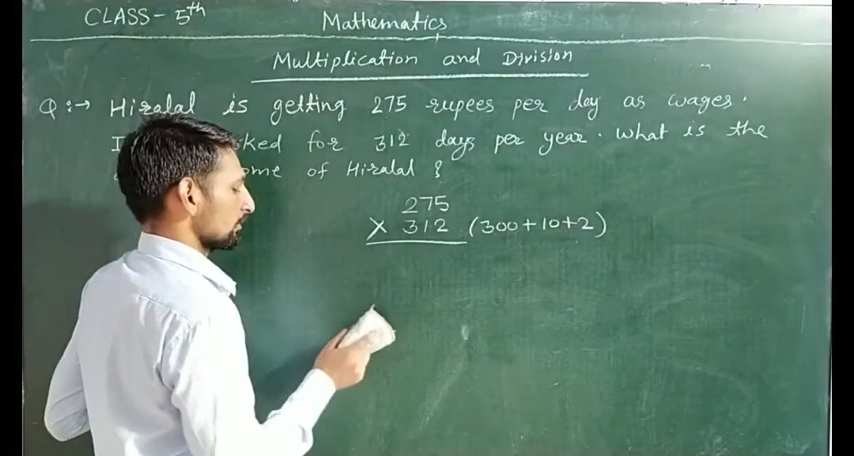 CLASS - 5th
Mathematics
Multiplication and Division
Q :→ Hiralal is getting 275 rupees per day as wages.
for 312 days per year. What is the
of Hiralal ?
275
× 312 (300+10+2)